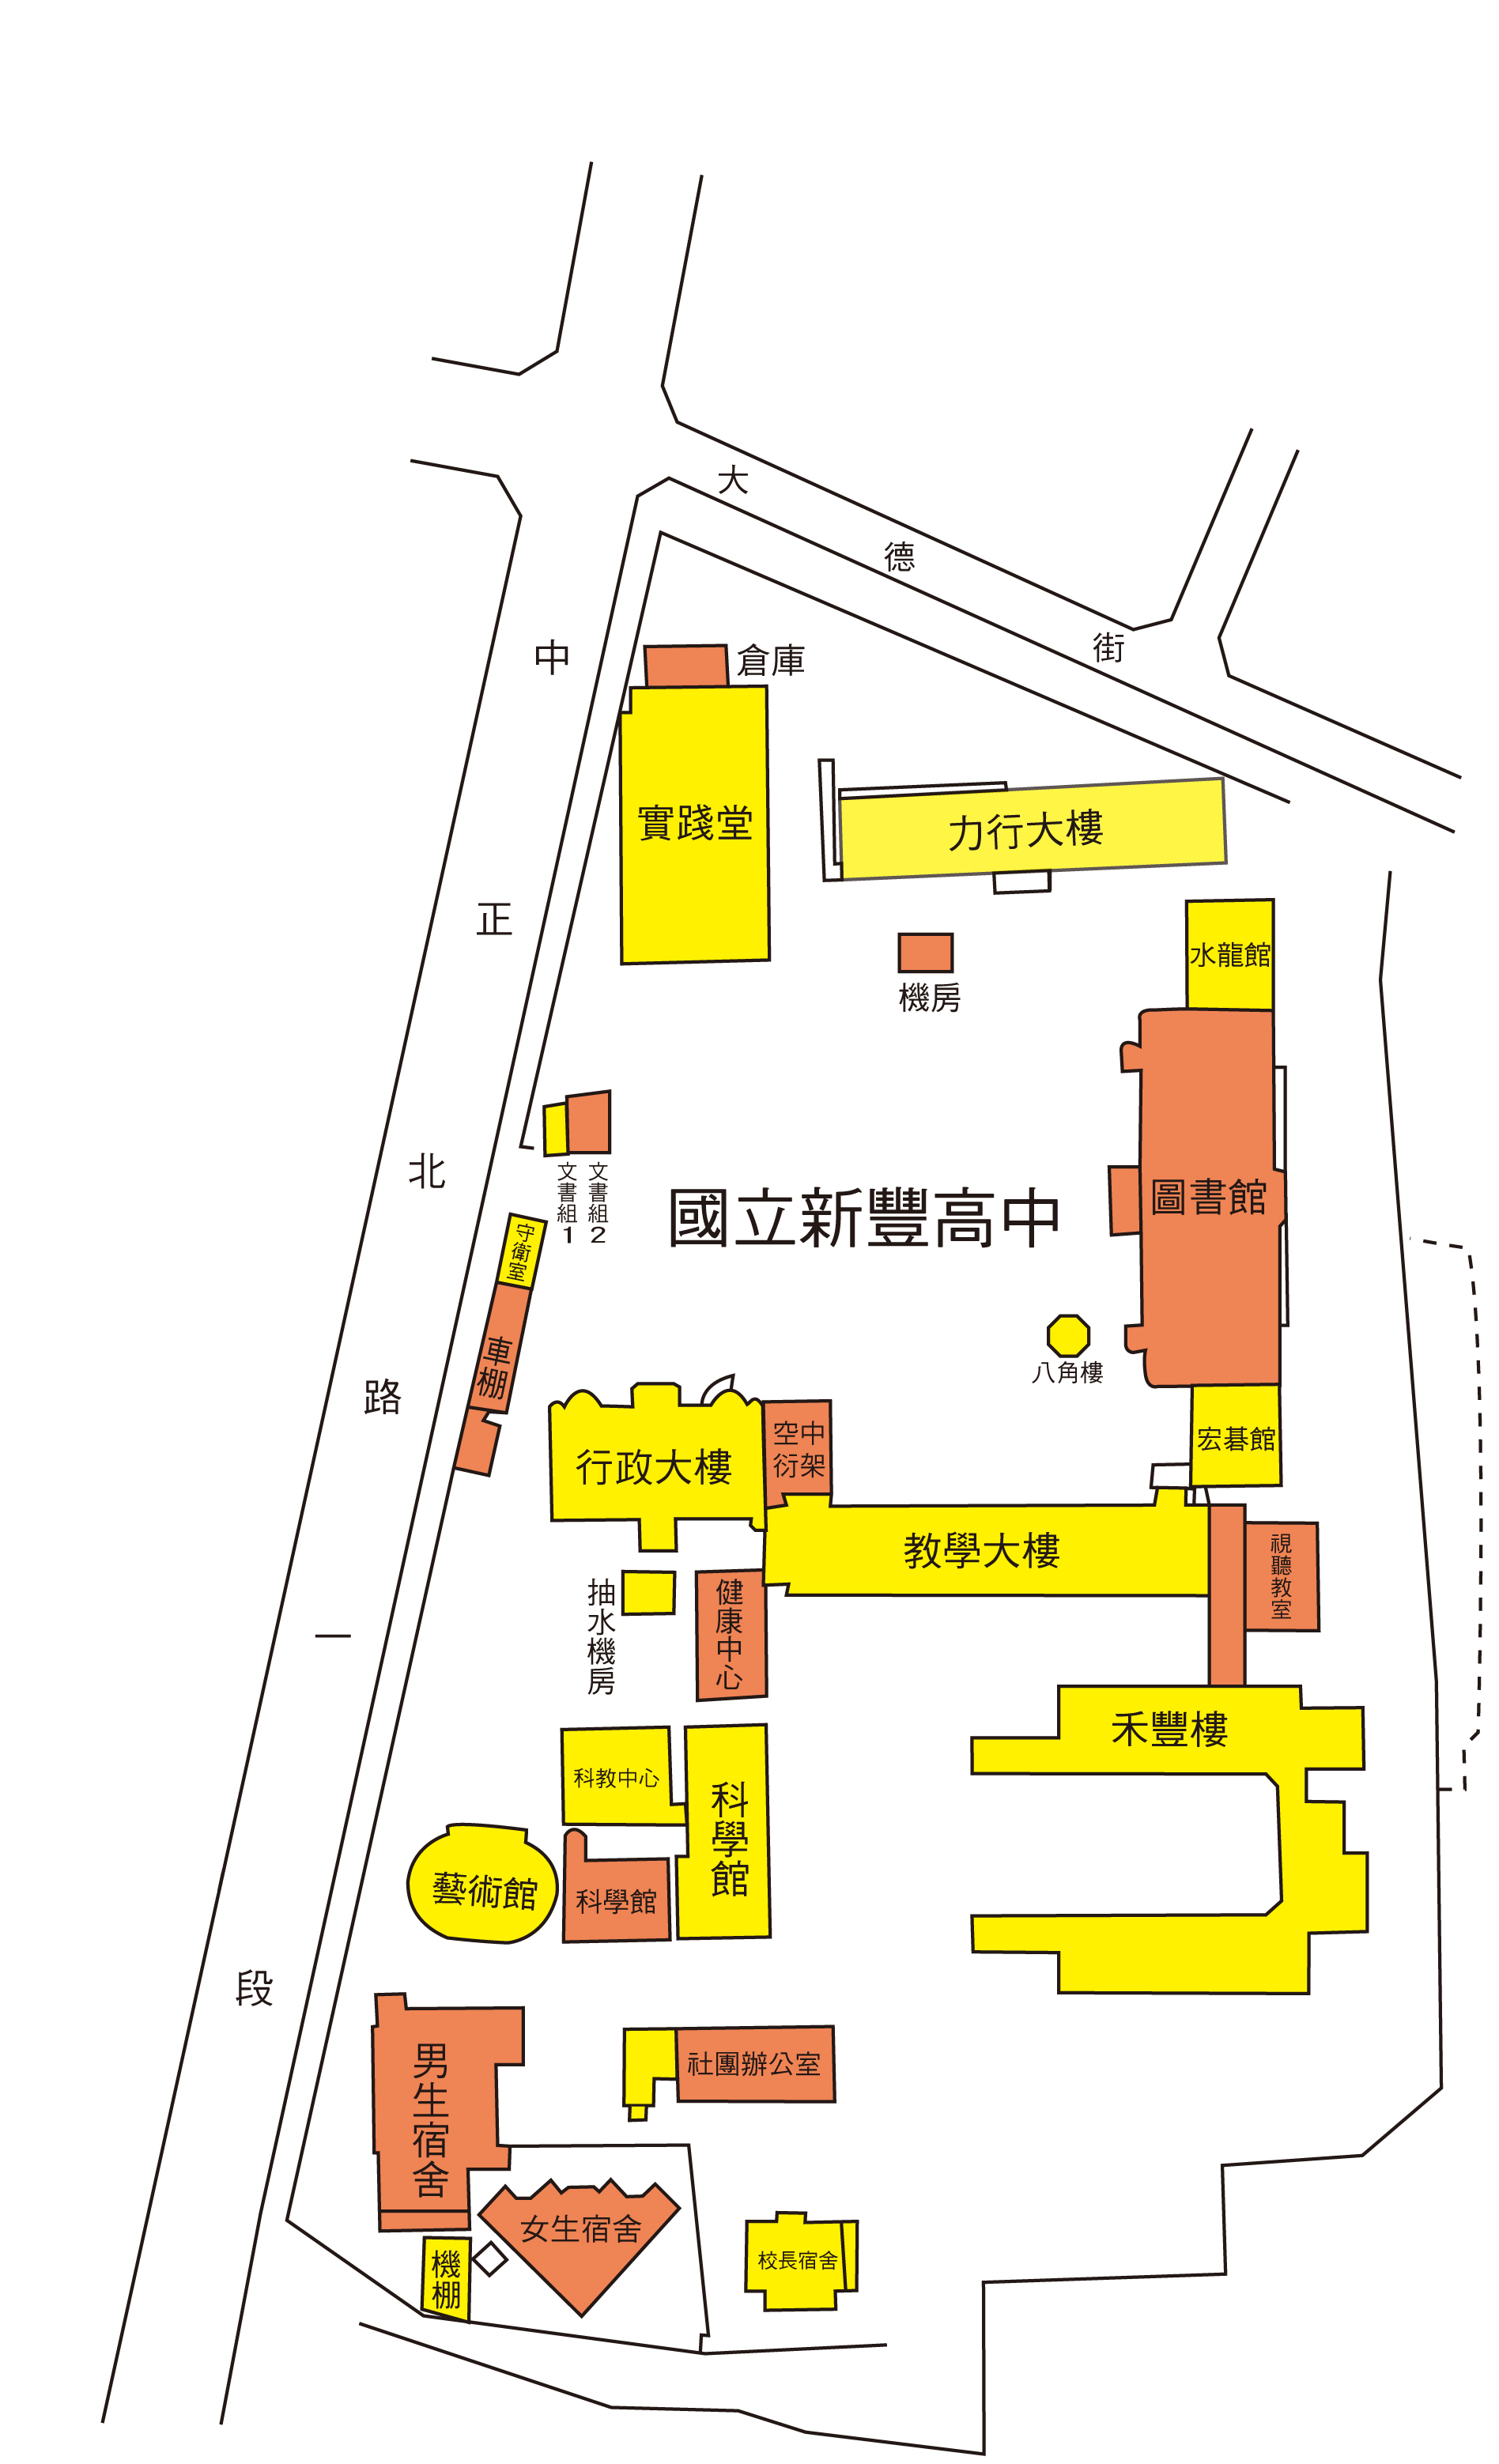 大德街
中正北路一段
倉庫
實踐堂
力行大樓
水龍館
機房
圖書館
文書組1
文書組2
國立新豐高中
守衛室
車棚
八角樓
行政大樓
空中
衍架
宏碁館
教學大樓
視聽教室
抽水機房
健康中心
禾豐樓
科教中心
科學館
藝術館
科學館
男生宿舍
社團辦公室
女生宿舍
機棚
校長宿舍